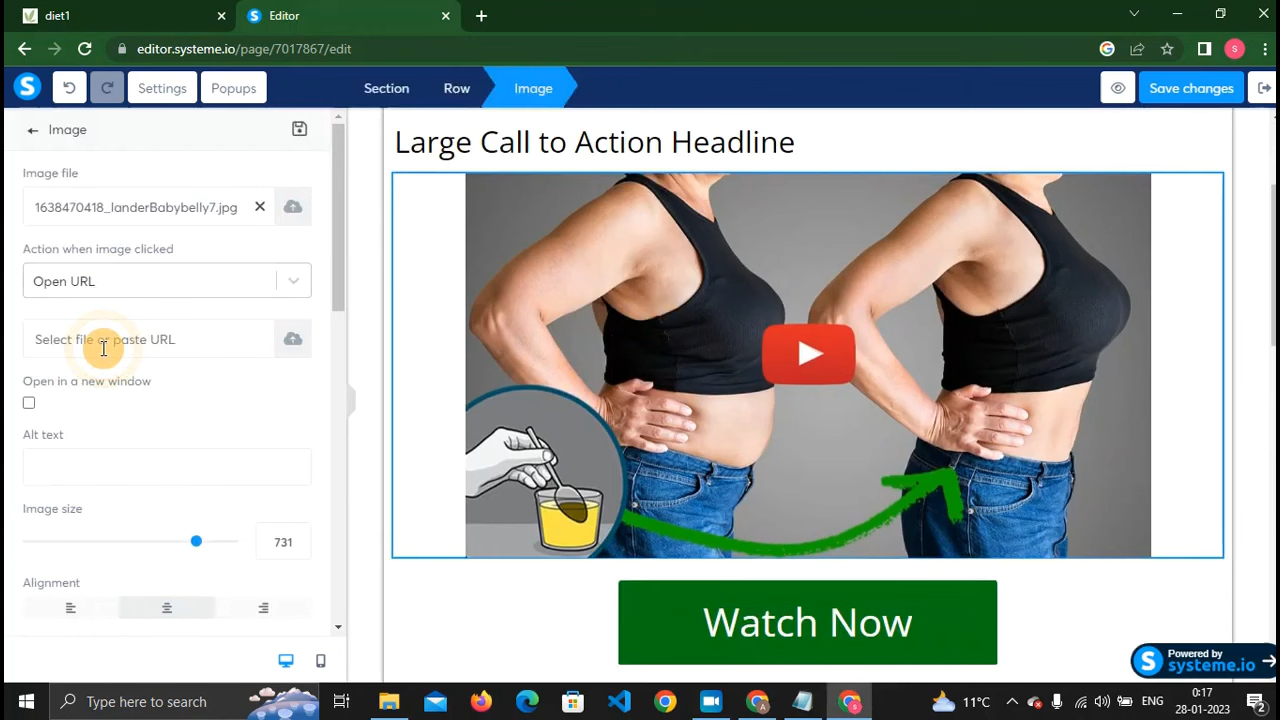 diet1
Editor
editor.systeme.io/page/7017867/edit
S
S
Settings
Popups
Section
Row
Image
Save changes
Image
Image file
1638470418_landerBabybelly7.jpg
Action when image clicked
Open URL
Select file or paste URL
Open in a new window
Alt text
Image size
731
Alignment
Large Call to Action Headline
Watch Now
S
Powered by
systeme.io
Type here to search
11°C
ENG
0:17
28-01-2023
2